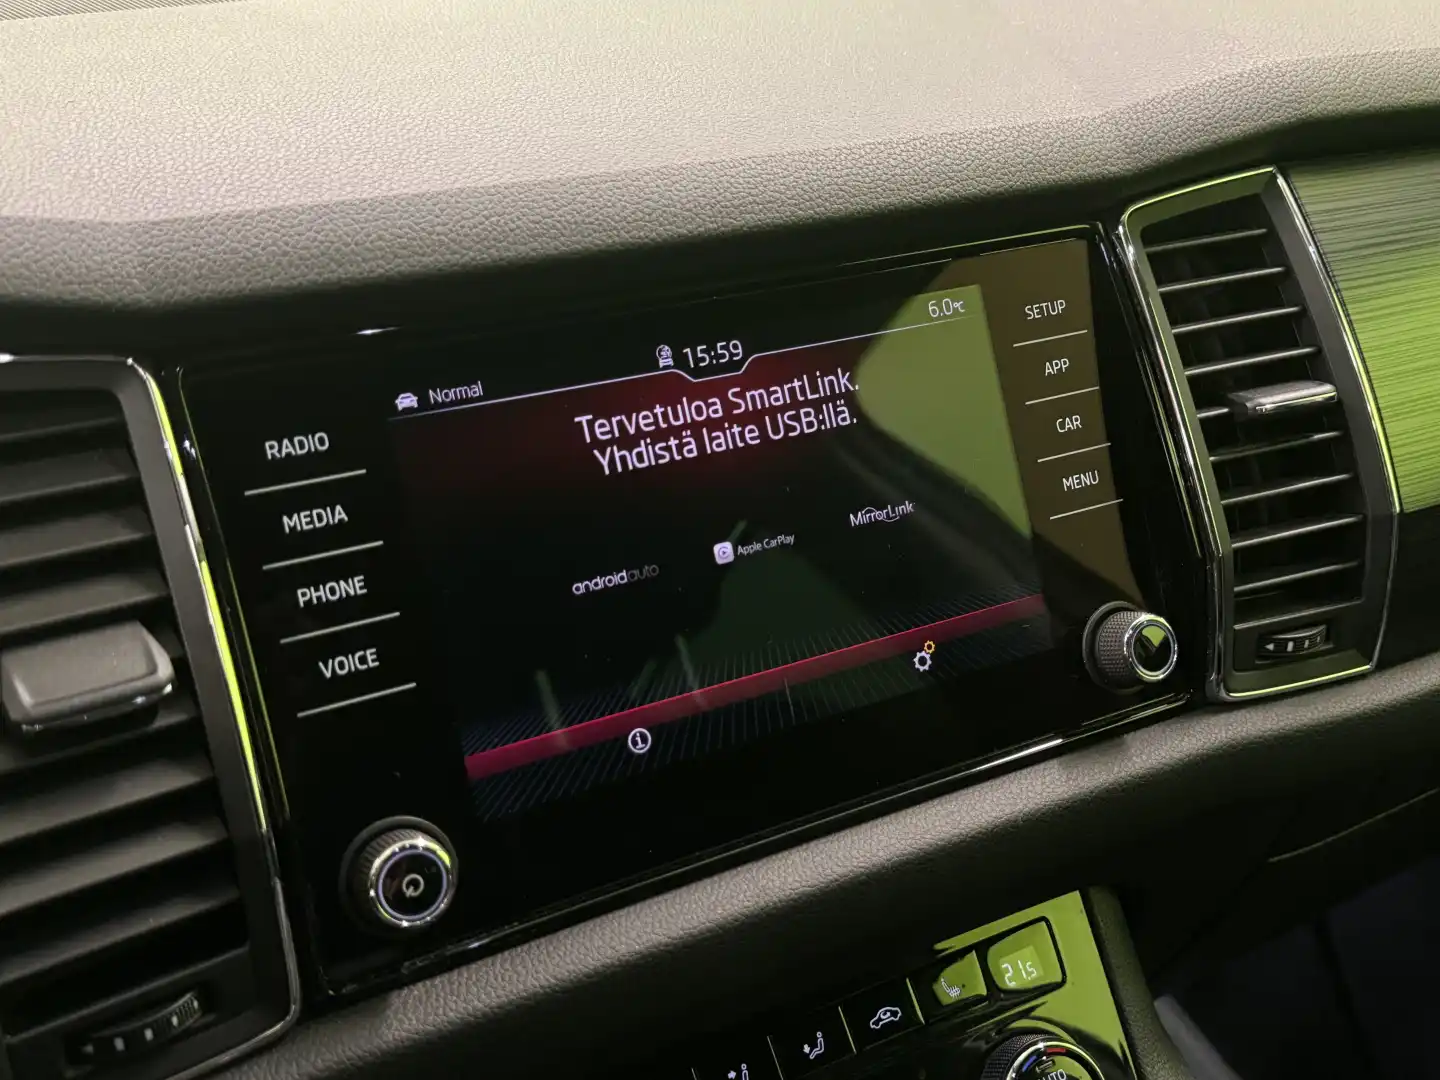 Normal
15:59
6.0°C
Tervetuloa SmartLink.
Yhdistä laite USB:llä.
androidauto
Apple CarPlay
MirrorLink
RADIO
MEDIA
PHONE
VOICE
SETUP
APP
CAR
MENU
21.5
AUTO